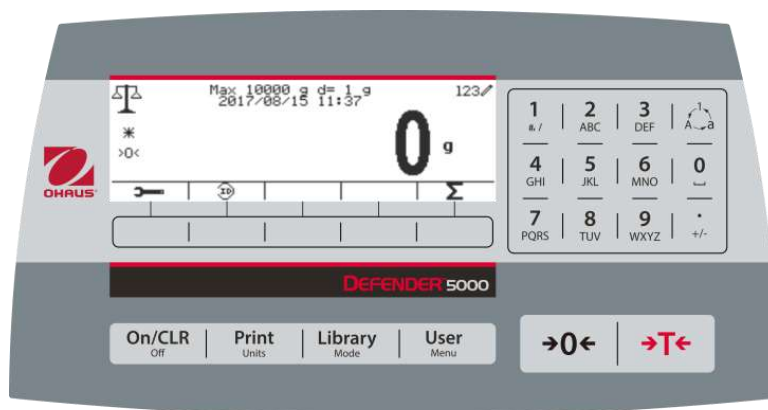 Max 10000 g d= 1 g
123
2017/08/15 11:37
>0<
0 g
OHAUS
ID
Σ
1 & /
2 ABC
3 DEF
1 A a
4 GHI
5 JKL
6 MNO
0
7 PQRS
8 TUV
9 WXYZ
. +/-
DEFENDER 5000
On/CLR Off
Print Units
Library Mode
User Menu
→0←
→T←